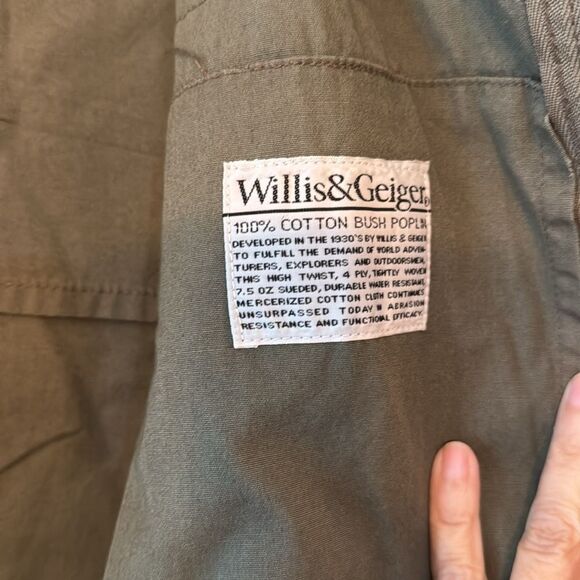 Willis&Geiger®
100% COTTON BUSH POPLIN
DEVELOPED IN THE 1930'S BY WILLIS & GEIGER
TO FULFILL THE DEMAND OF WORLD ADVEN-
TURERS, EXPLORERS AND OUTDOORSMEN,
THIS HIGH TWIST, 4 PLY, TIGHTLY WOVEN
7.5 OZ SUEDED, DURABLE WATER RESISTANT,
MERCERIZED COTTON CLOTH CONTINUES
UNSURPASSED TODAY IN ABRASION
RESISTANCE AND FUNCTIONAL EFFICACY.